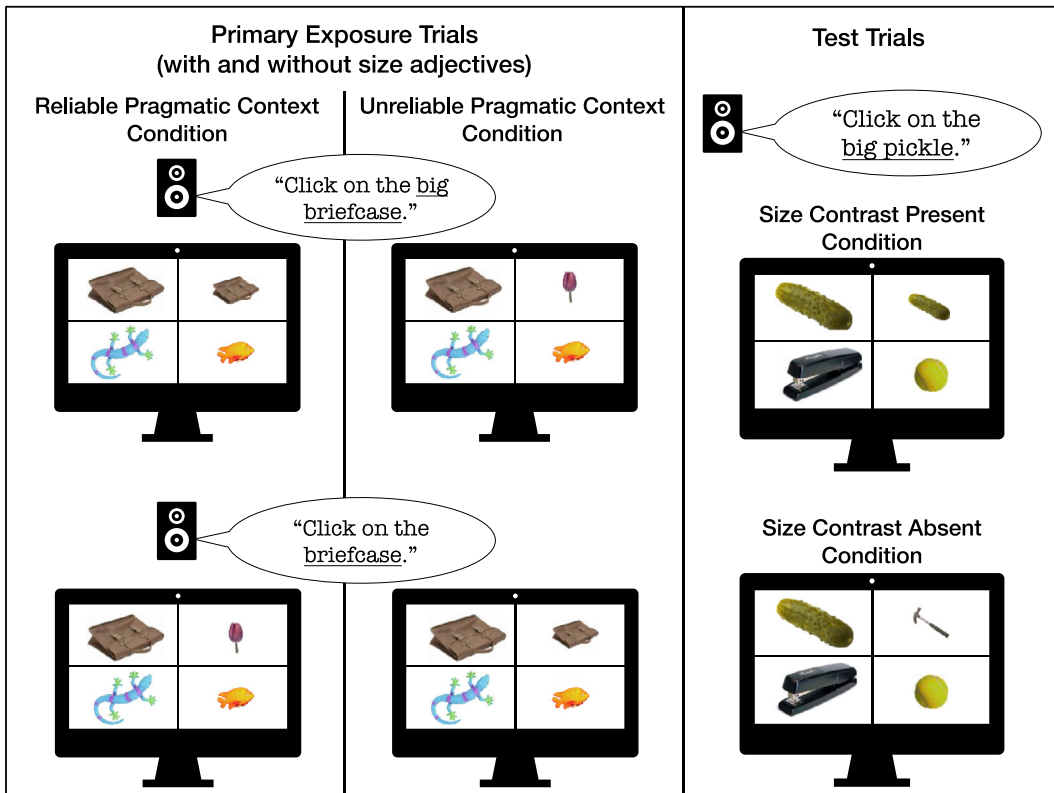 Primary Exposure Trials
(with and without size adjectives)
Reliable Pragmatic Context
Condition
Unreliable Pragmatic Context
Condition
“Click on the big
briefcase.”
“Click on the
briefcase.”
Test Trials
“Click on the
big pickle.”
Size Contrast Present
Condition
Size Contrast Absent
Condition